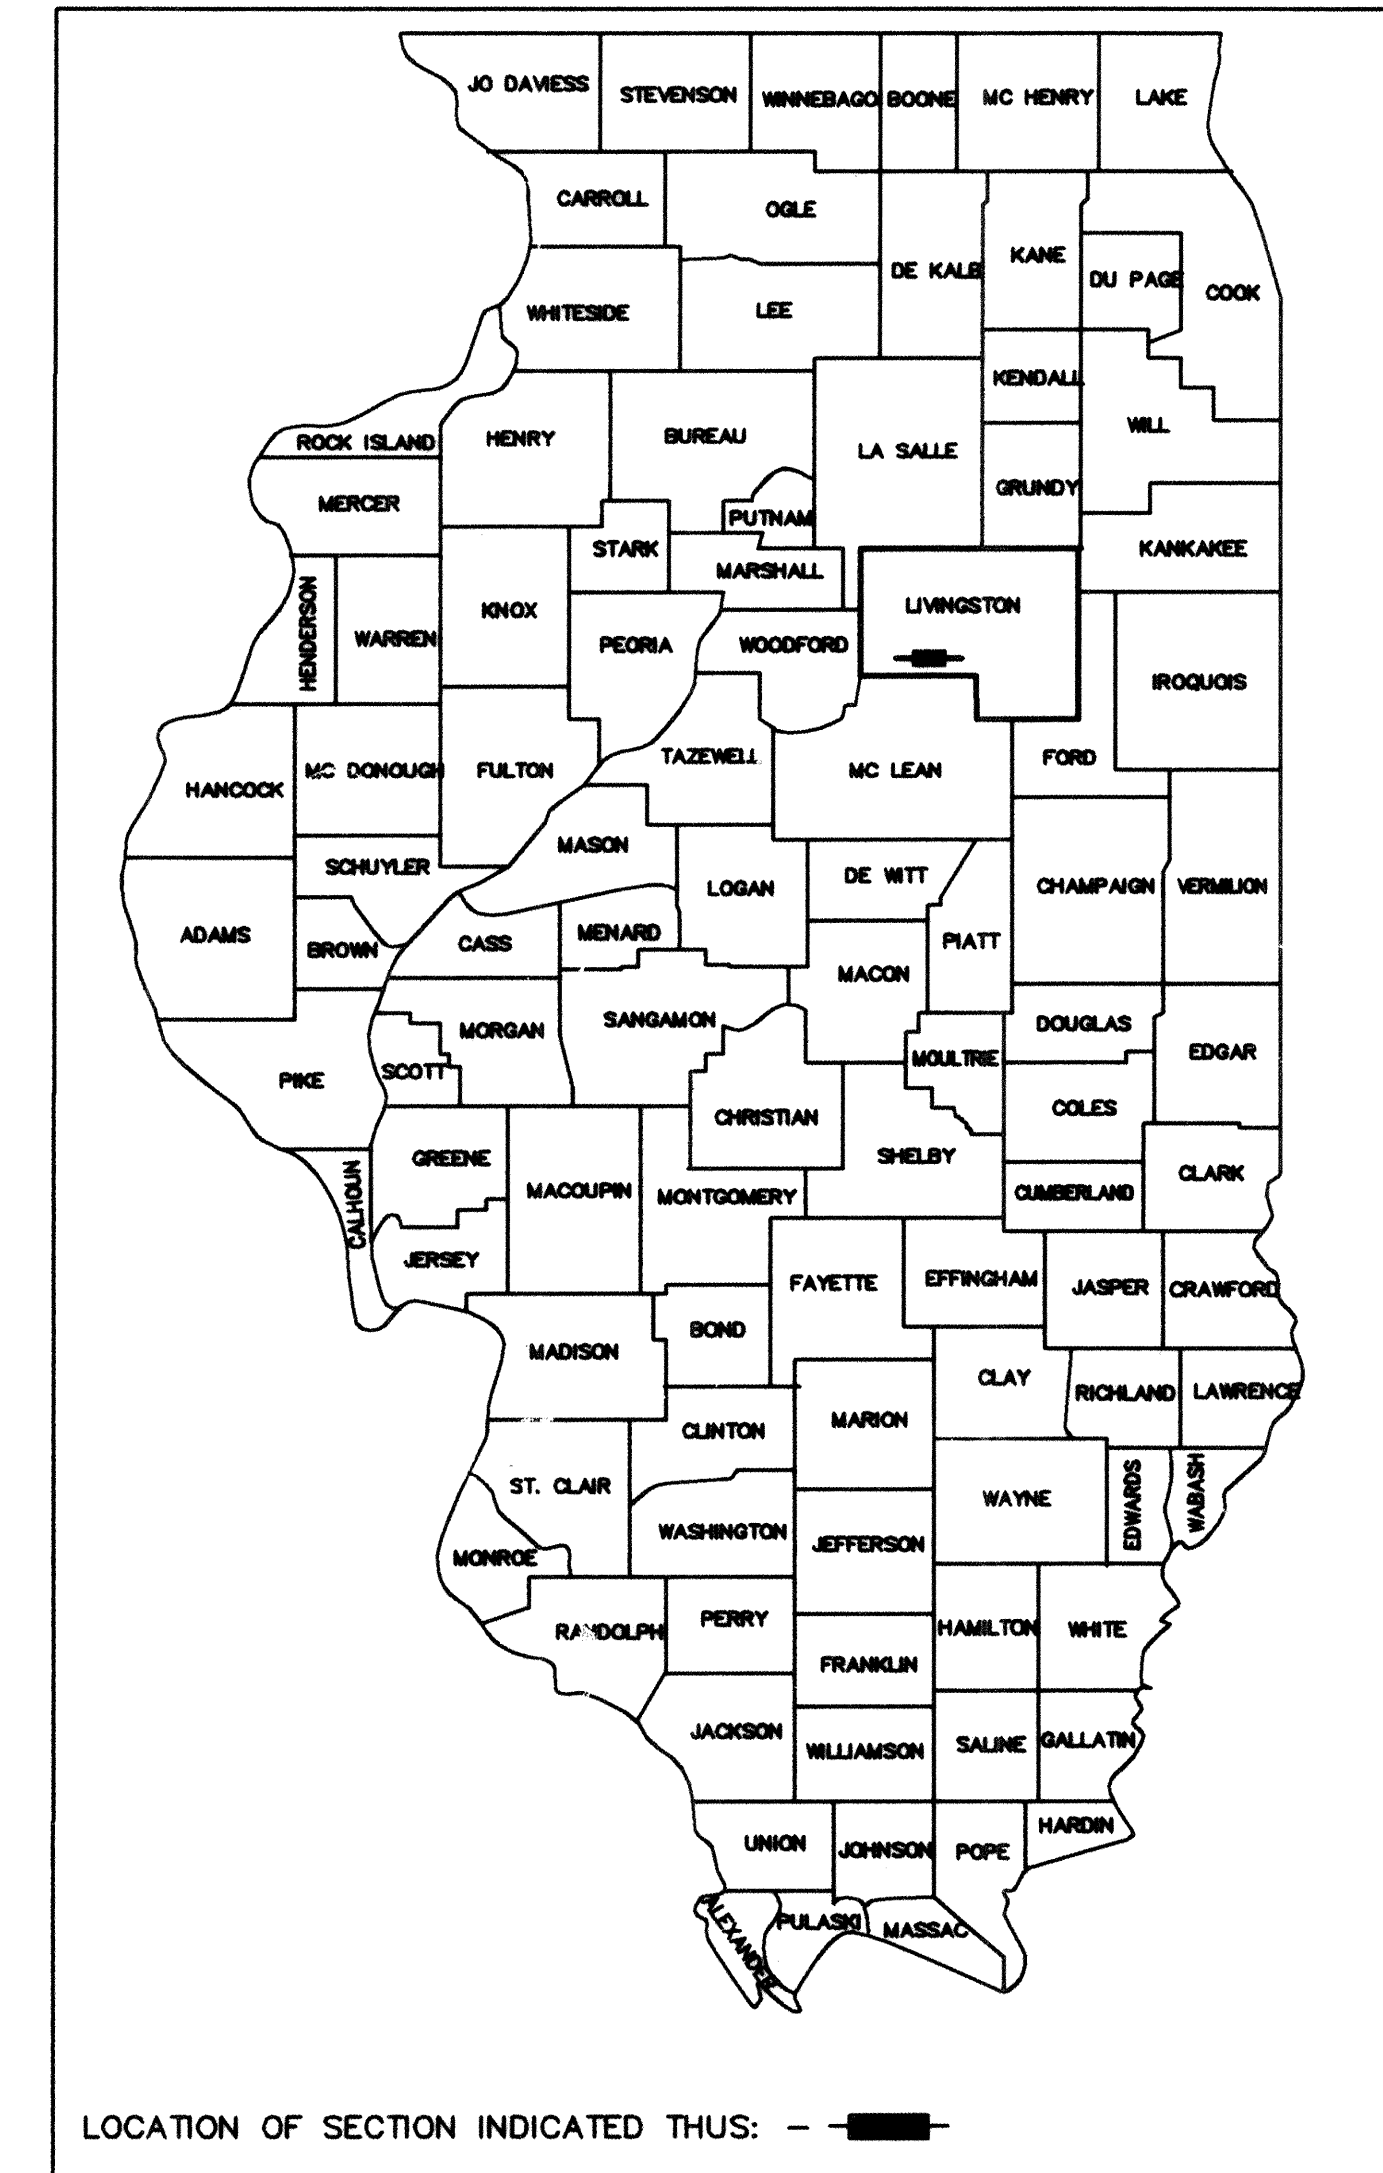 JO DAVIESS
STEVENSON
WINNEBAGO
BOONE
MC HENRY
LAKE
CARROLL
OGLE
DE KALB
KANE
DU PAGE
COOK
WHITESIDE
LEE
KENDALL
WILL
ROCK ISLAND
HENRY
BUREAU
LA SALLE
GRUNDY
MERCER
PUTNAM
STARK
MARSHALL
KANKAKEE
HENDERSON
WARREN
KNOX
PEORIA
WOODFORD
LIVINGSTON
IROQUOIS
HANCOCK
MC DONOUGH
FULTON
TAZEWELL
MC LEAN
FORD
MASON
SCHUYLER
LOGAN
DE WITT
CHAMPAIGN
VERMILION
ADAMS
BROWN
CASS
MENARD
PIATT
MACON
MORGAN
SANGAMON
DOUGLAS
MOULTRIE
EDGAR
PIKE
SCOTT
CHRISTIAN
COLES
GREENE
SHELBY
CLARK
CALHOUN
MACOUPIN
MONTGOMERY
CUMBERLAND
JERSEY
FAYETTE
EFFINGHAM
JASPER
CRAWFORD
BOND
MADISON
CLAY
RICHLAND
LAWRENCE
MARION
CLINTON
ST. CLAIR
WAYNE
EDWARDS
WABASH
WASHINGTON
JEFFERSON
MONROE
RANDOLPH
PERRY
HAMILTON
WHITE
FRANKLIN
JACKSON
WILLIAMSON
SALINE
GALLATIN
HARDIN
UNION
JOHNSON
POPE
ALEXANDER
PULASKI
MASSAC
LOCATION OF SECTION INDICATED THUS: –